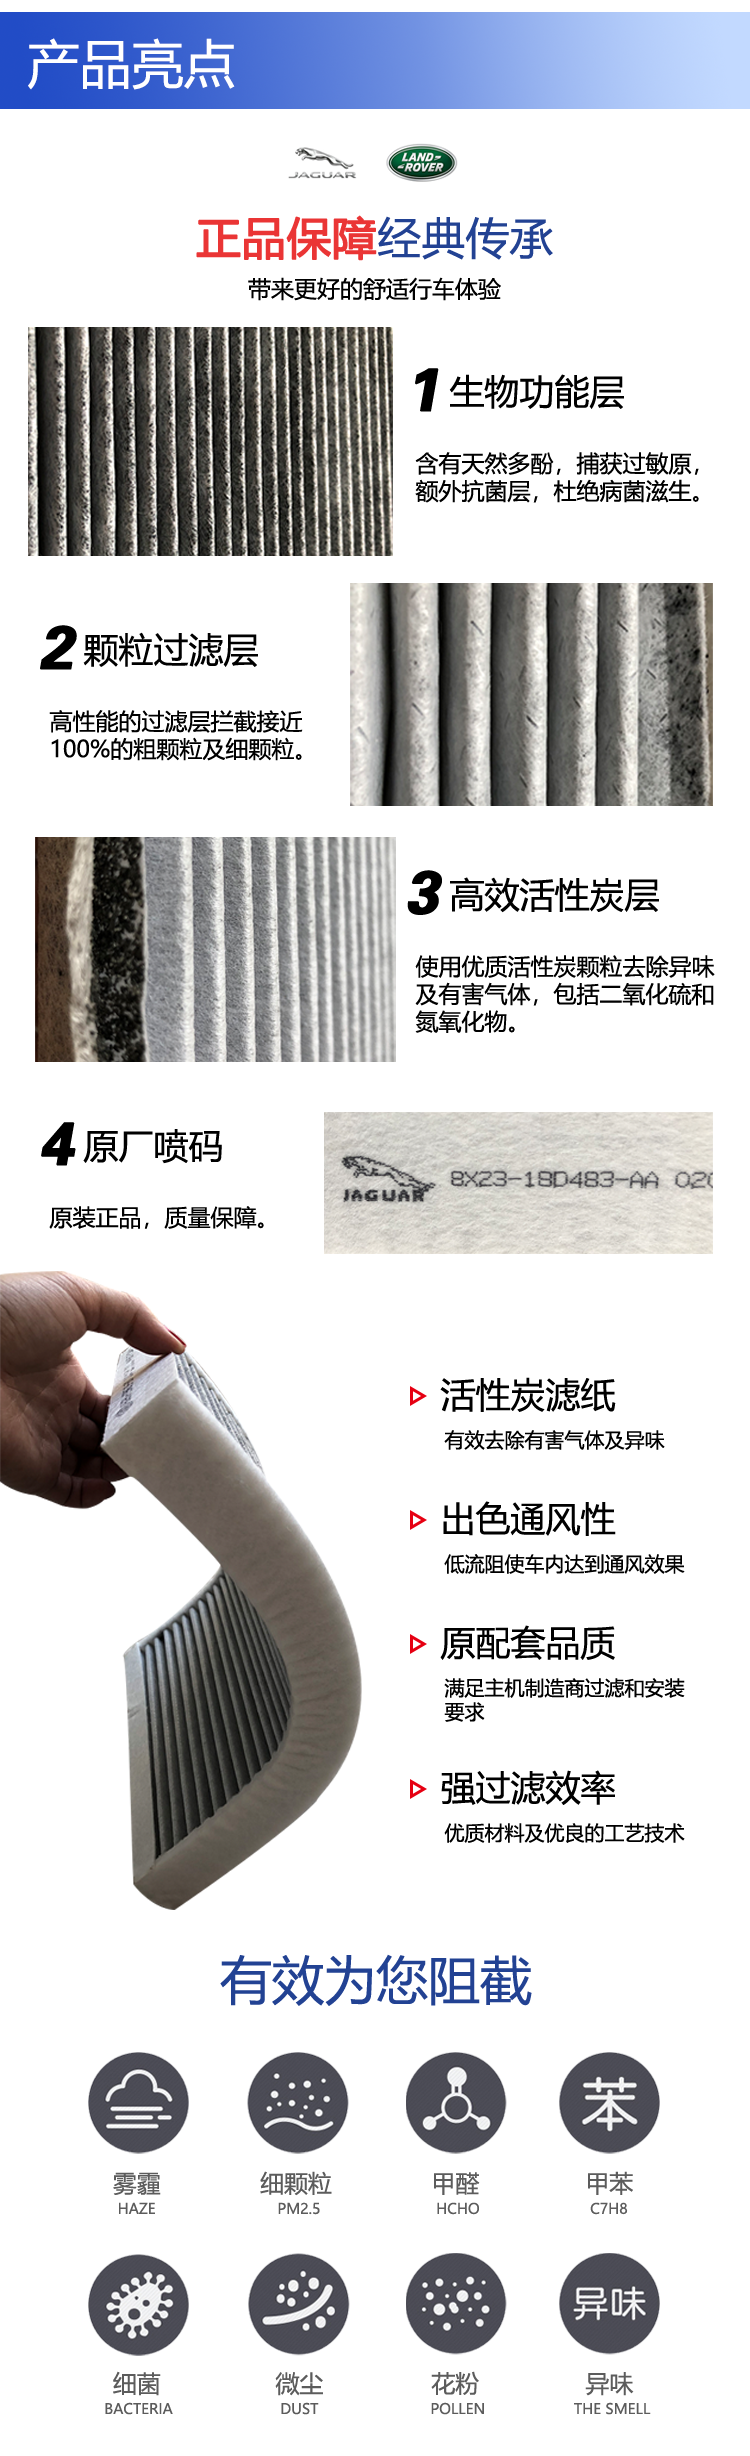 产品亮点
JAGUAR
LAND-
-ROVER
正品保障经典传承
带来更好的舒适行车体验
1 生物功能层
含有天然多酚，捕获过敏原，
额外抗菌层，杜绝病菌滋生。
2 颗粒过滤层
高性能的过滤层拦截接近
100%的粗颗粒及细颗粒。
3 高效活性炭层
使用优质活性炭颗粒去除异味
及有害气体，包括二氧化硫和
氮氧化物。
4 原厂喷码
原装正品，质量保障。
JAGUAR
8X23-18D483-AA 020
活性炭滤纸
有效去除有害气体及异味
出色通风性
低流阻使车内达到通风效果
原配套品质
满足主机制造商过滤和安装
要求
强过滤效率
优质材料及优良的工艺技术
有效为您阻截
苯
雾霾
细颗粒
甲醛
甲苯
HAZE
PM2.5
HCHO
C7H8
异味
细菌
微尘
花粉
异味
BACTERIA
DUST
POLLEN
THE SMELL